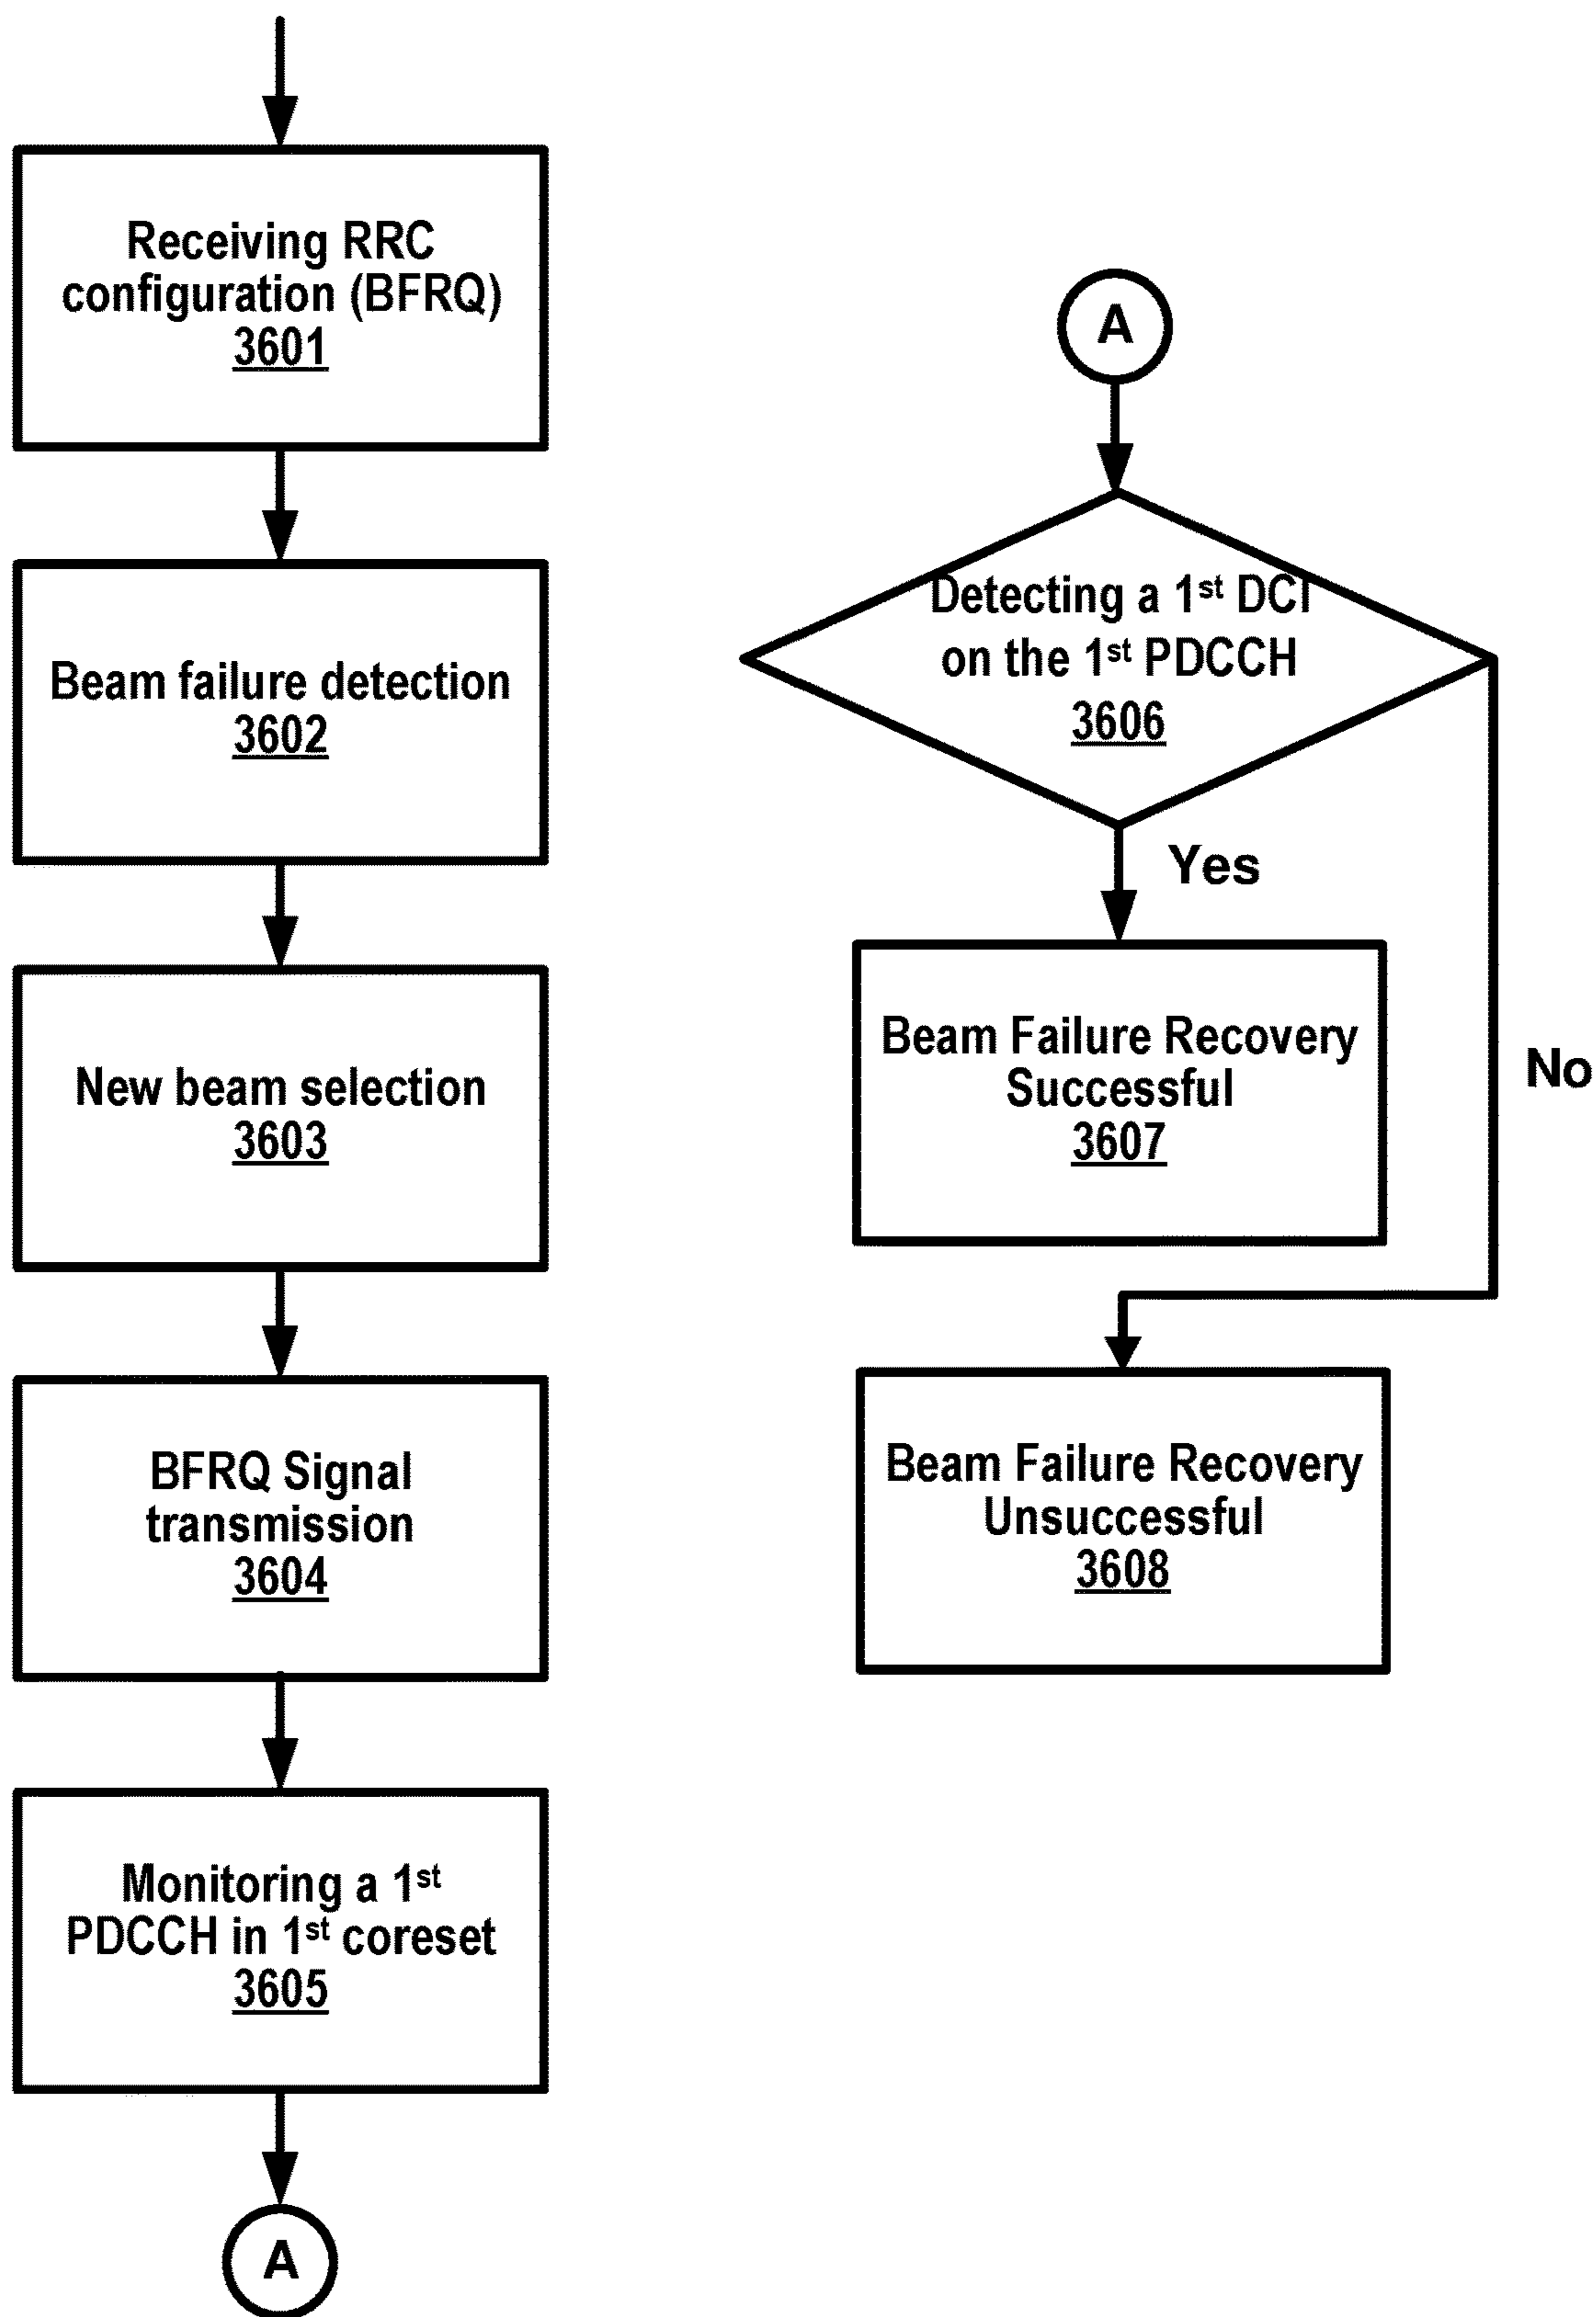 Receiving RRC
configuration (BFRQ)
3601
Beam failure detection
3602
New beam selection
3603
BFRQ Signal
transmission
3604
Monitoring a 1st
PDCCH in 1st coreset
3605
A
A
Detecting a 1st DCI
on the 1st PDCCH
3606
Yes
No
Beam Failure Recovery
Successful
3607
Beam Failure Recovery
Unsuccessful
3608